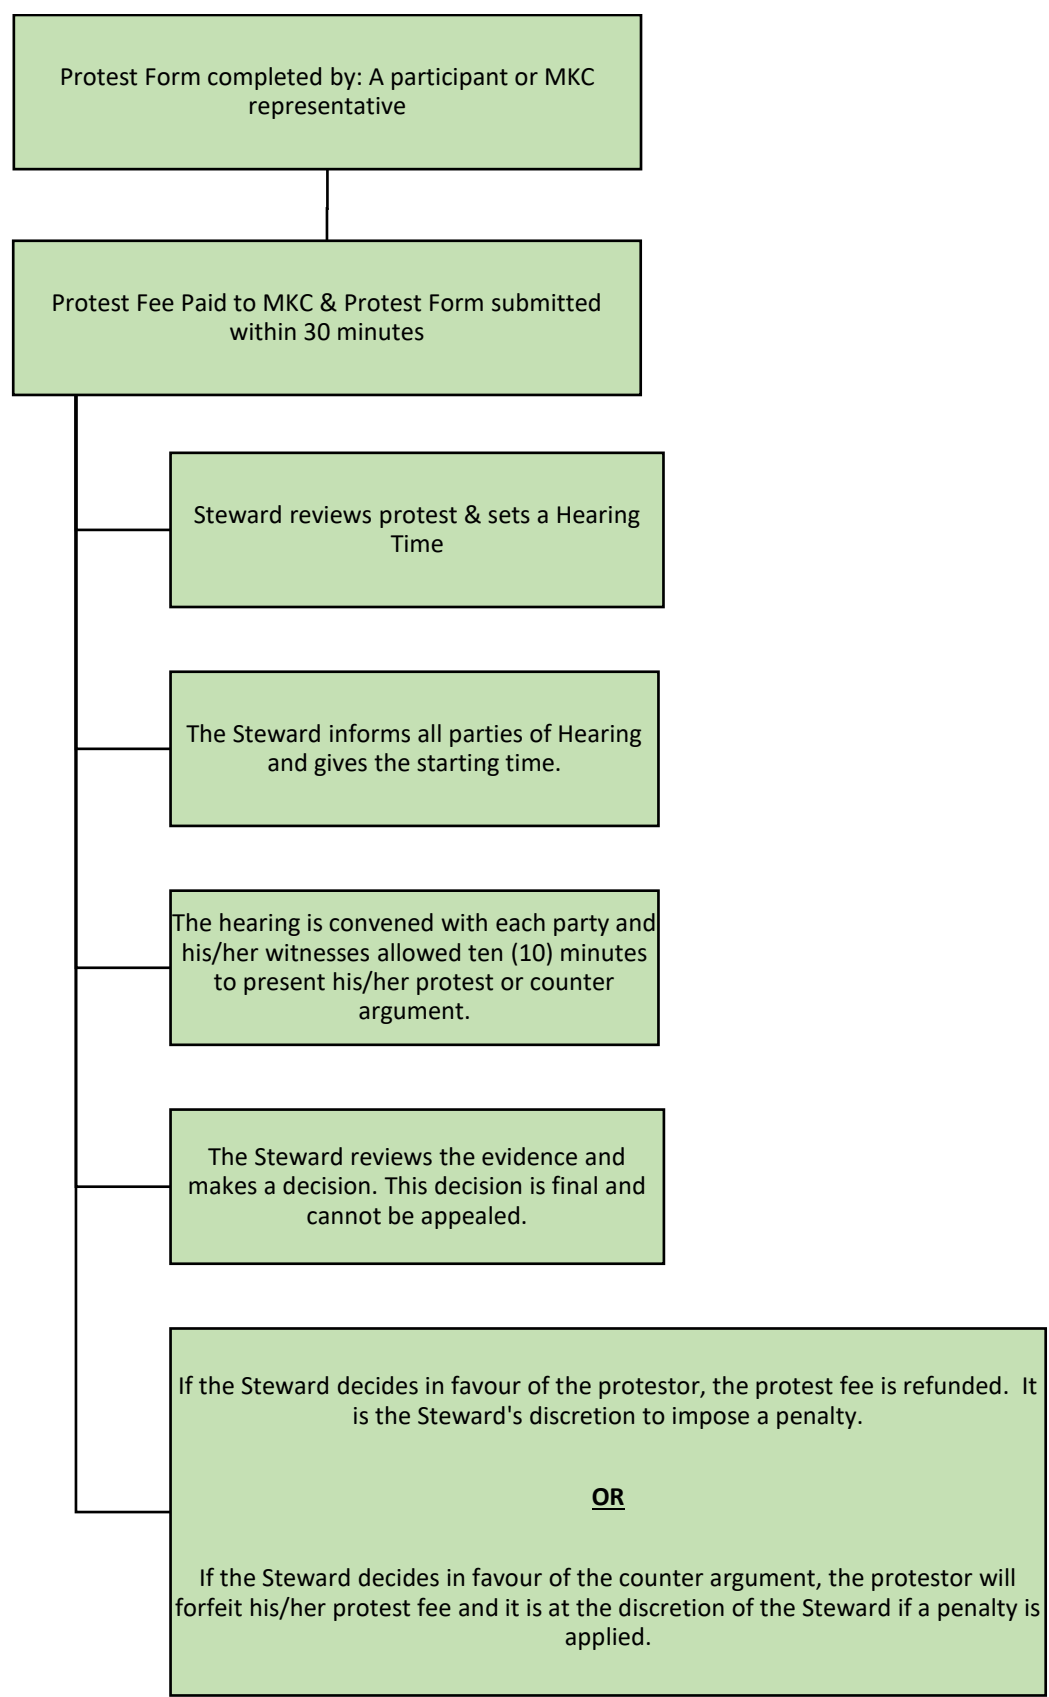 Protest Form completed by: A participant or MKC
representative
Protest Fee Paid to MKC & Protest Form submitted
within 30 minutes
Steward reviews protest & sets a Hearing
Time
The Steward informs all parties of Hearing
and gives the starting time.
The hearing is convened with each party and
his/her witnesses allowed ten (10) minutes
to present his/her protest or counter
argument.
The Steward reviews the evidence and
makes a decision. This decision is final and
cannot be appealed.
If the Steward decides in favour of the protestor, the protest fee is refunded.  It
is the Steward's discretion to impose a penalty.
OR
If the Steward decides in favour of the counter argument, the protestor will
forfeit his/her protest fee and it is at the discretion of the Steward if a penalty is
applied.